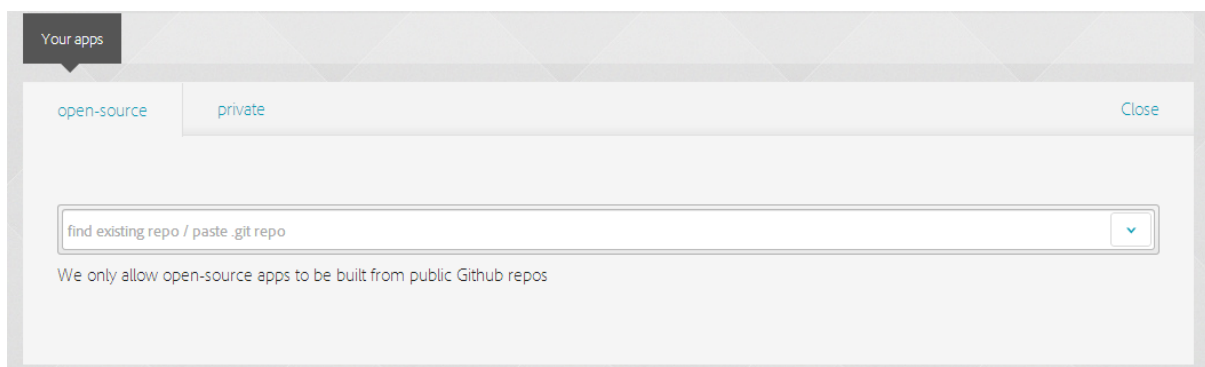 Your apps
open-source private Close
find existing repo / paste .git repo
We only allow open-source apps to be built from public Github repos